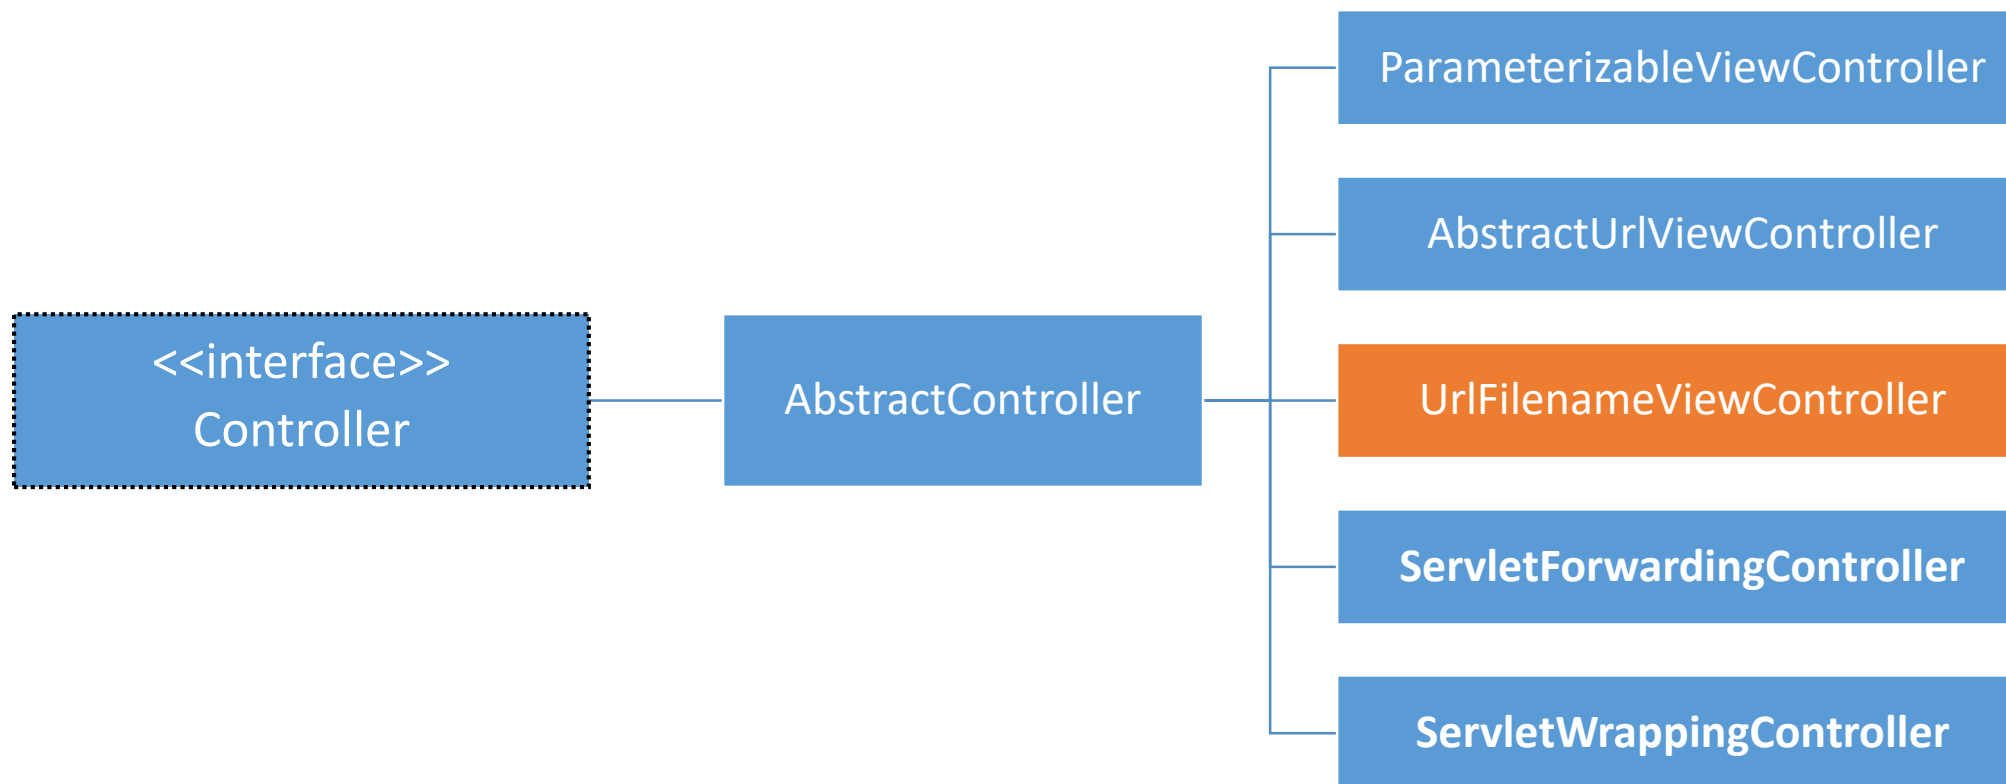 <<interface>>
Controller
AbstractController
ParameterizableViewController
AbstractUrlViewController
UrlFilenameViewController
ServletForwardingController
ServletWrappingController